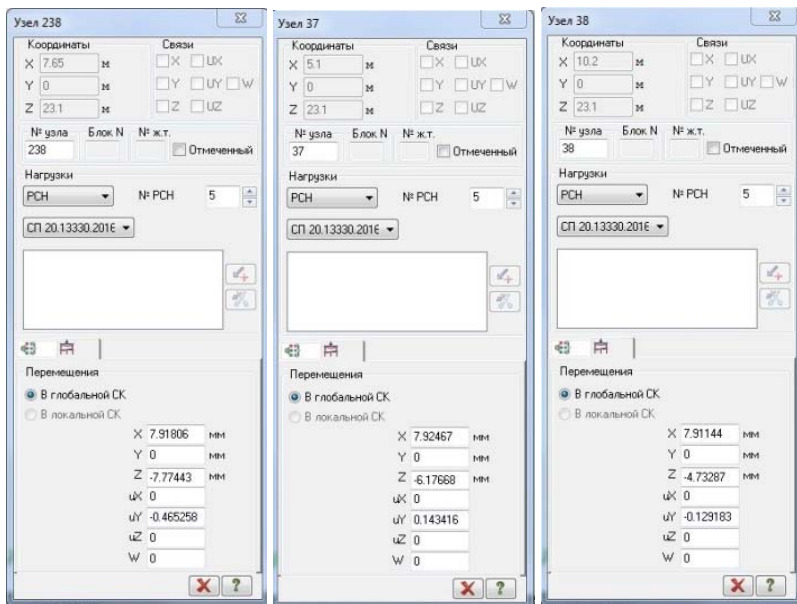 Узел 238
Координаты
Связи
X 7.65 м
X UX
Y 0 м
Y UY W
Z 23.1 м
Z UZ
№ узла Блок N № ж.т.
238
Отмеченный
Нагрузки
РСН
№ РСН 5
СП 20.13330.2016
Перемещения
В глобальной СК
В локальной СК
X 7.91806 мм
Y 0 мм
Z -7.77443 мм
uX 0
uY -0.465258
uZ 0
W 0
Узел 37
Координаты
Связи
X 5.1 м
X UX
Y 0 м
Y UY W
Z 23.1 м
Z UZ
№ узла Блок N № ж.т.
37
Отмеченный
Нагрузки
РСН
№ РСН 5
СП 20.13330.2016
Перемещения
В глобальной СК
В локальной СК
X 7.92467 мм
Y 0 мм
Z -6.17668 мм
uX 0
uY 0.143416
uZ 0
W 0
Узел 38
Координаты
Связи
X 10.2 м
X UX
Y 0 м
Y UY W
Z 23.1 м
Z UZ
№ узла Блок N № ж.т.
38
Отмеченный
Нагрузки
РСН
№ РСН 5
СП 20.13330.2016
Перемещения
В глобальной СК
В локальной СК
X 7.91144 мм
Y 0 мм
Z -4.73287 мм
uX 0
uY -0.129183
uZ 0
W 0